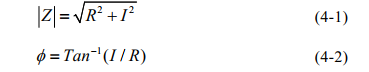 |Z| = √R² + I² (4-1)
ϕ = Tan⁻¹(I / R) (4-2)